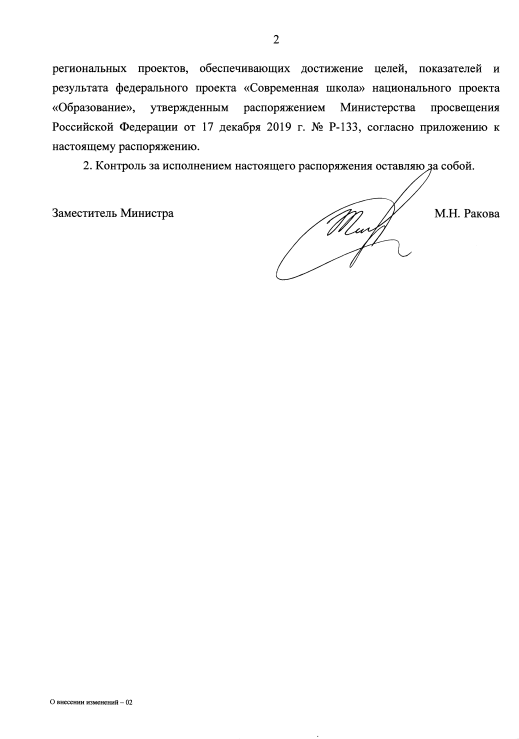 2
региональных проектов, обеспечивающих достижение целей, показателей и
результата федерального проекта «Современная школа» национального проекта
«Образование», утвержденным распоряжением Министерства просвещения
Российской Федерации от 17 декабря 2019 г. № Р-133, согласно приложению к
настоящему распоряжению.
2. Контроль за исполнением настоящего распоряжения оставляю за собой.
Заместитель Министра М.Н. Ракова
О внесении изменений – 02